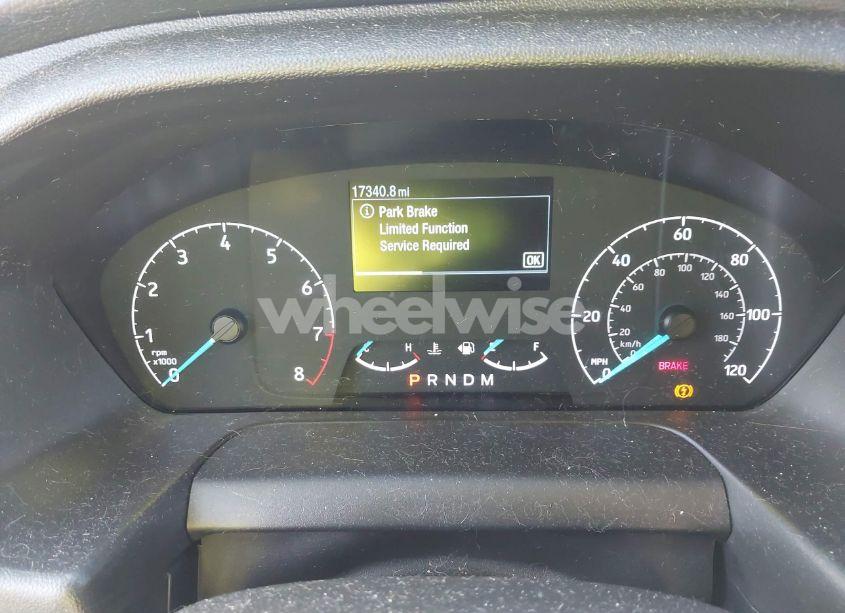 17340.8 mi
Park Brake
Limited Function
Service Required
OK
0 1 2 3 4 5 6 7 8
rpm
x1000
C H
E F
P R N D M
0 20 40 60 80 100 120
MPH
0 20 40 60 80 100 120 140 160 180
km/h
BRAKE
wheelwise